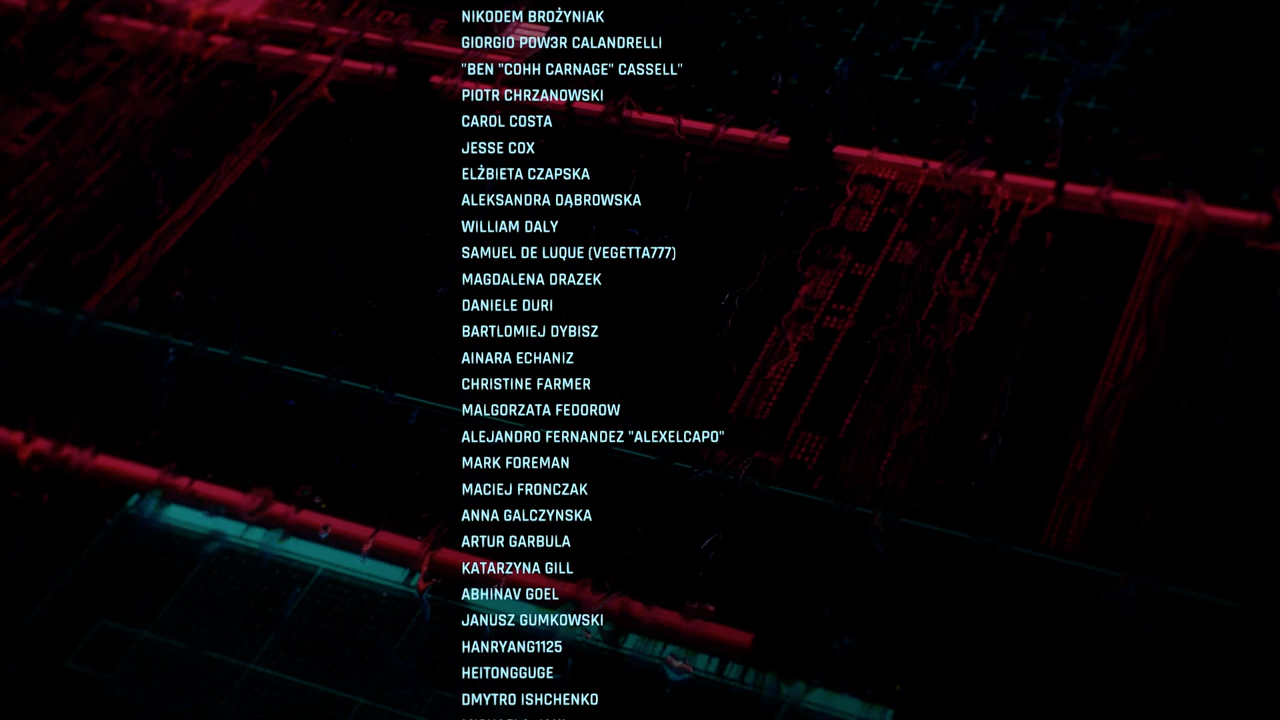 NIKODEM BROŻYNIAK
GIORGIO POW3R CALANDRELLI
"BEN "COHH CARNAGE" CASSELL"
PIOTR CHRZANOWSKI
CAROL COSTA
JESSE COX
ELŻBIETA CZAPSKA
ALEKSANDRA DĄBROWSKA
WILLIAM DALY
SAMUEL DE LUQUE (VEGETTA777)
MAGDALENA DRAZEK
DANIELE DURI
BARTLOMIEJ DYBISZ
AINARA ECHANIZ
CHRISTINE FARMER
MALGORZATA FEDOROW
ALEJANDRO FERNANDEZ "ALEXELCAPO"
MARK FOREMAN
MACIEJ FRONCZAK
ANNA GALCZYNSKA
ARTUR GARBULA
KATARZYNA GILL
ABHINAV GOEL
JANUSZ GUMKOWSKI
HANRYANG1125
HEITONGGUGE
DMYTRO ISHCHENKO